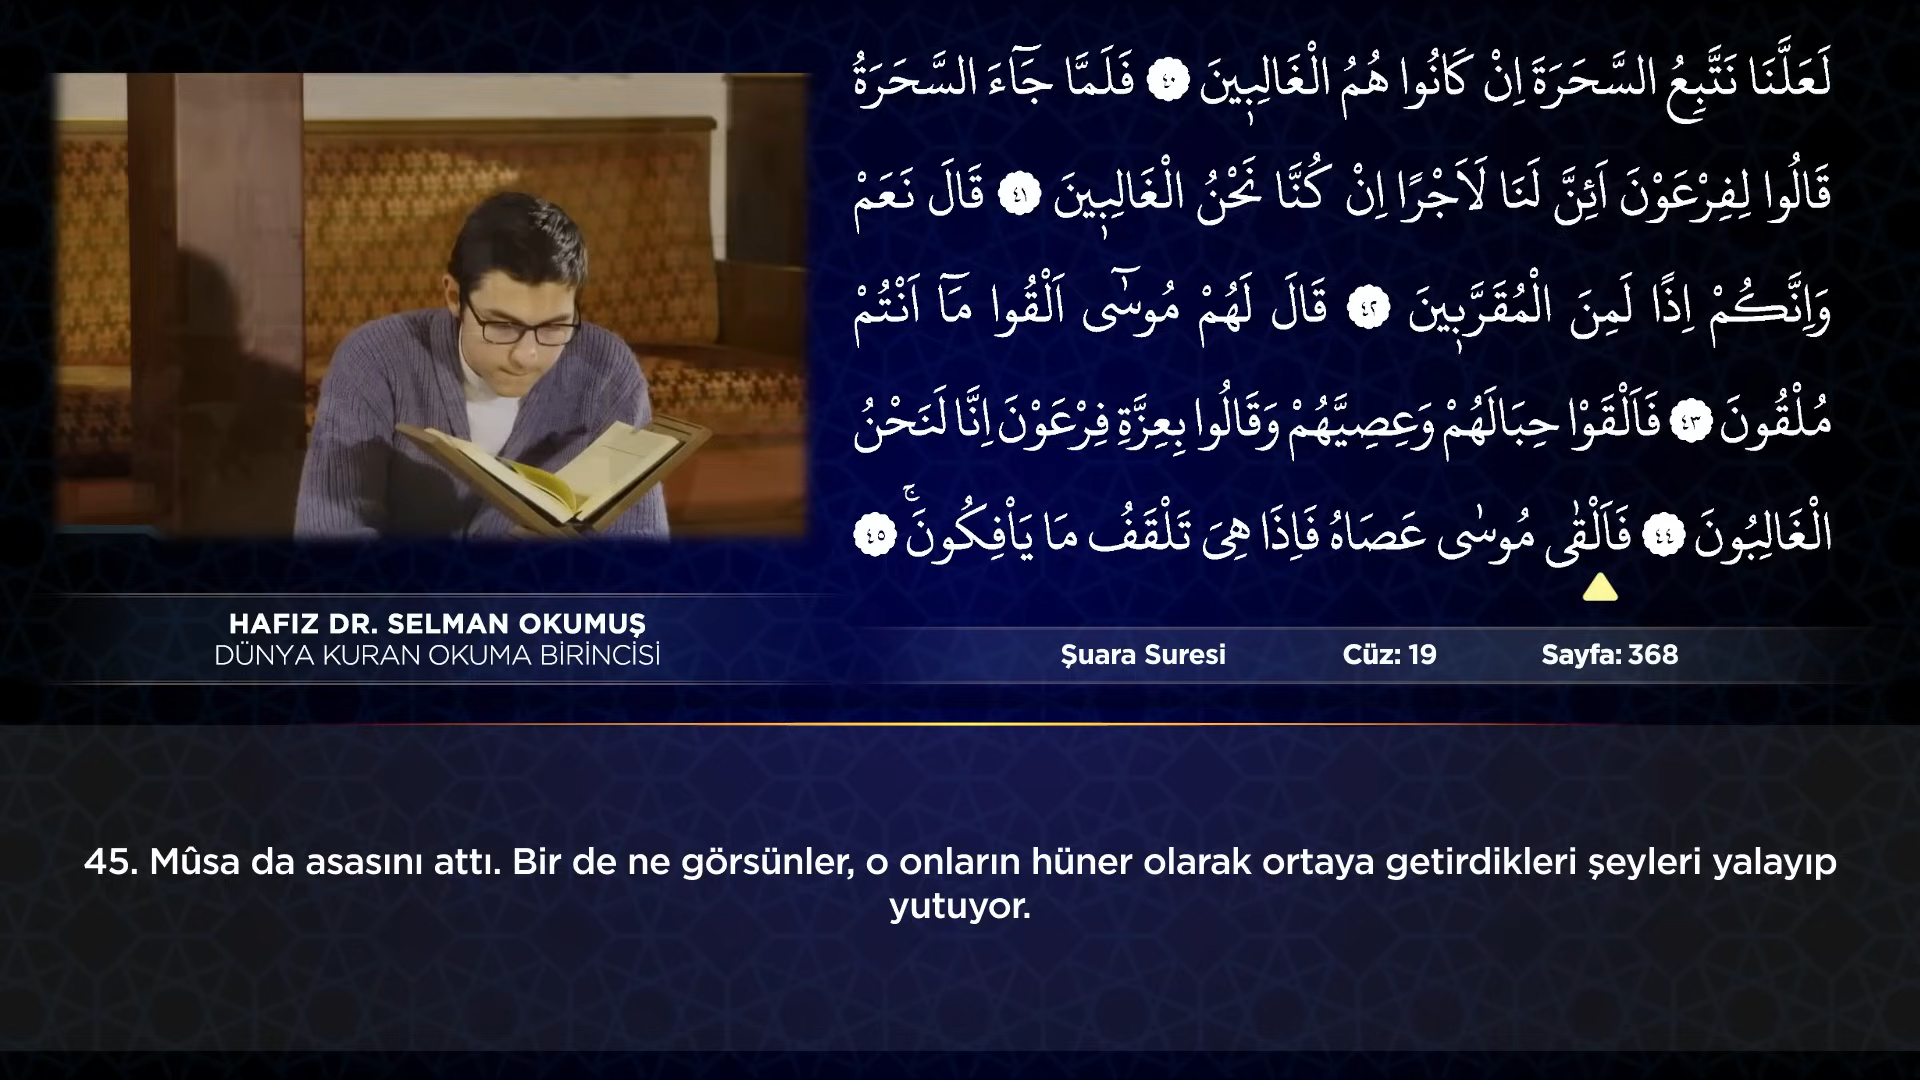 لَعَلَّنَا نَتَّبِعُ السَّحَرَةَ اِنْ كَانُوا هُمُ الْغَالِبٖينَ ٤٠ فَلَمَّا جَٓاءَ السَّحَرَةُ
قَالُوا لِفِرْعَوْنَ اَئِنَّ لَنَا لَاَجْرًا اِنْ كُنَّا نَحْنُ الْغَالِبٖينَ ٤١ قَالَ نَعَمْ
وَاِنَّكُمْ اِذًا لَمِنَ الْمُقَرَّبٖينَ ٤٢ قَالَ لَهُمْ مُوسٰٓى اَلْقُوا مَٓا اَنْتُمْ
مُلْقُونَ ٤٣ فَاَلْقَوْا حِبَالَهُمْ وَعِصِيَّهُمْ وَقَالُوا بِعِزَّةِ فِرْعَوْنَ اِنَّا لَنَحْنُ
الْغَالِبُونَ ٤٤ فَاَلْقٰى مُوسٰى عَصَاهُ فَاِذَا هِىَ تَلْقَفُ مَا يَاْفِكُونَۚ ٤٥
HAFIZ DR. SELMAN OKUMUŞ
DÜNYA KURAN OKUMA BİRİNCİSİ
Şuara Suresi Cüz: 19 Sayfa: 368
45. Mûsa da asasını attı. Bir de ne görsünler, o onların hüner olarak ortaya getirdikleri şeyleri yalayıp
yutuyor.